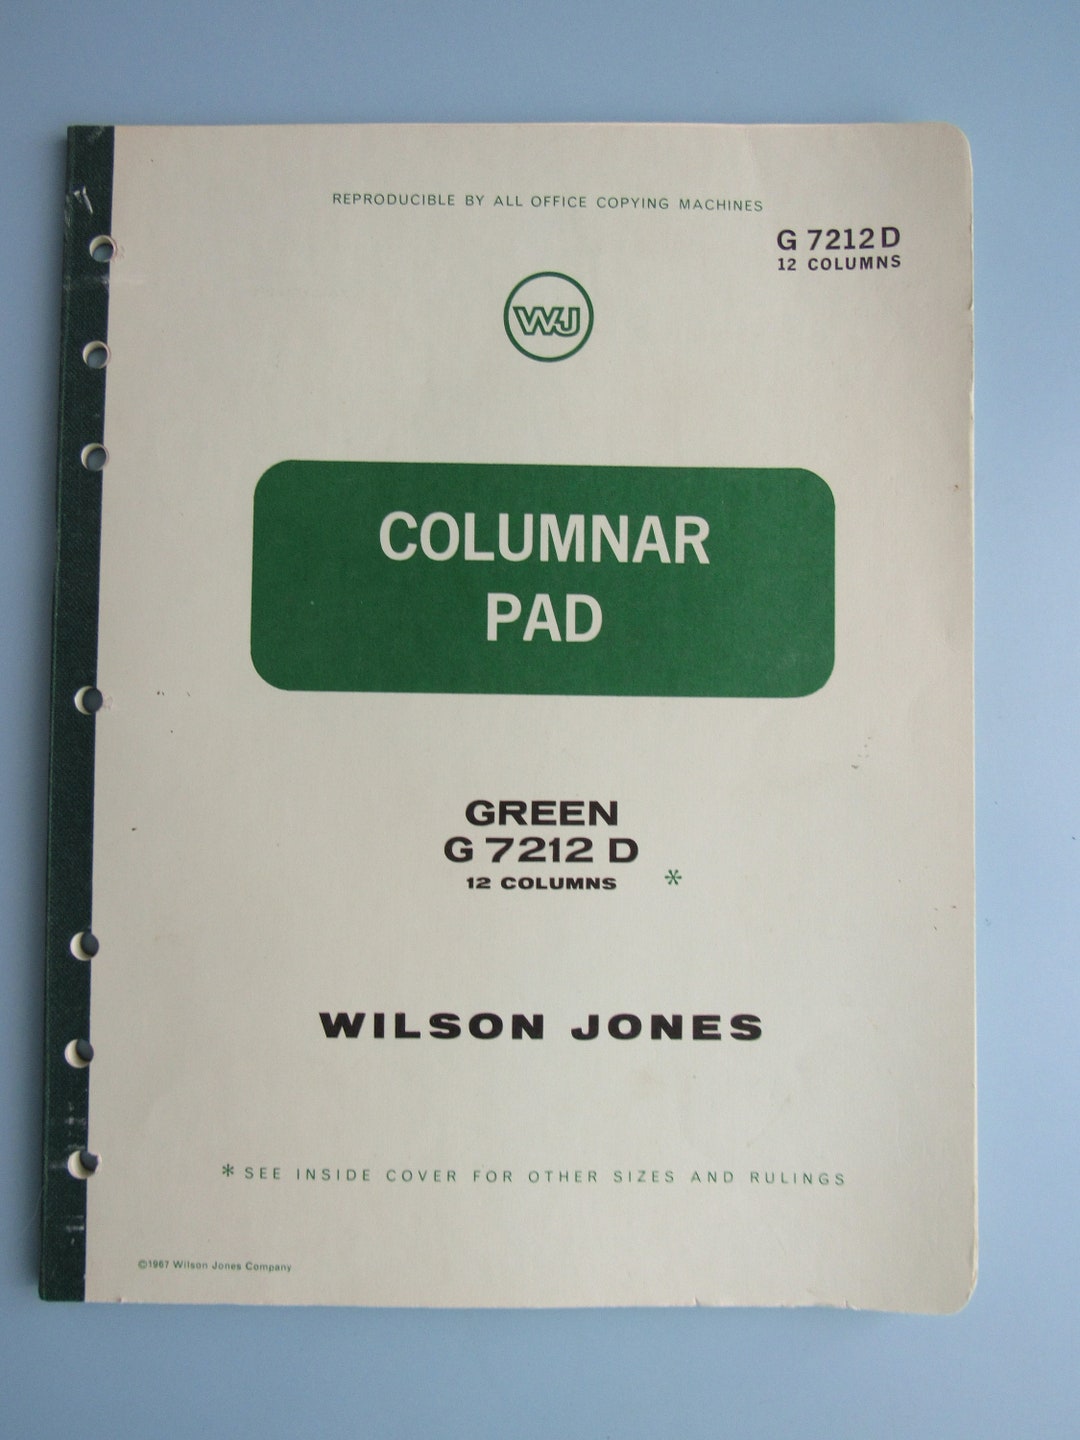 REPRODUCIBLE BY ALL OFFICE COPYING MACHINES
G 7212 D
12 COLUMNS
WJ
COLUMNAR
PAD
GREEN
G 7212 D
12 COLUMNS *
WILSON JONES
* SEE INSIDE COVER FOR OTHER SIZES AND RULINGS
©1967 Wilson Jones Company